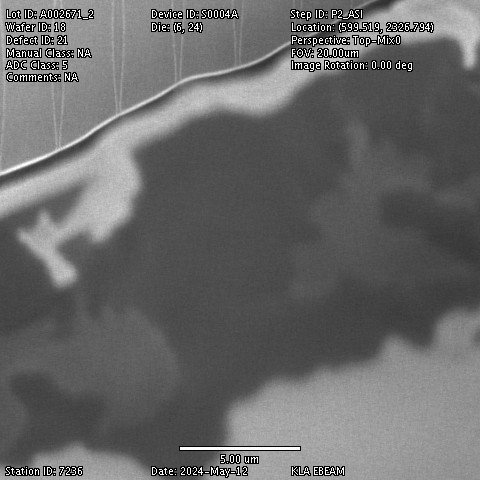 Lot ID: A002671_2
Wafer ID: 18
Defect ID: 21
Manual Class: NA
ADC Class: 5
Comments: NA
Device ID: S0004A
Die: (6, 24)
Step ID: P2_ASI
Location: (599.519, 2326.794)
Perspective: Top-Mix0
FOV: 20.00um
Image Rotation: 0.00 deg
5.00 um
Station ID: 7236
Date: 2024-May-12
KLA EBEAM